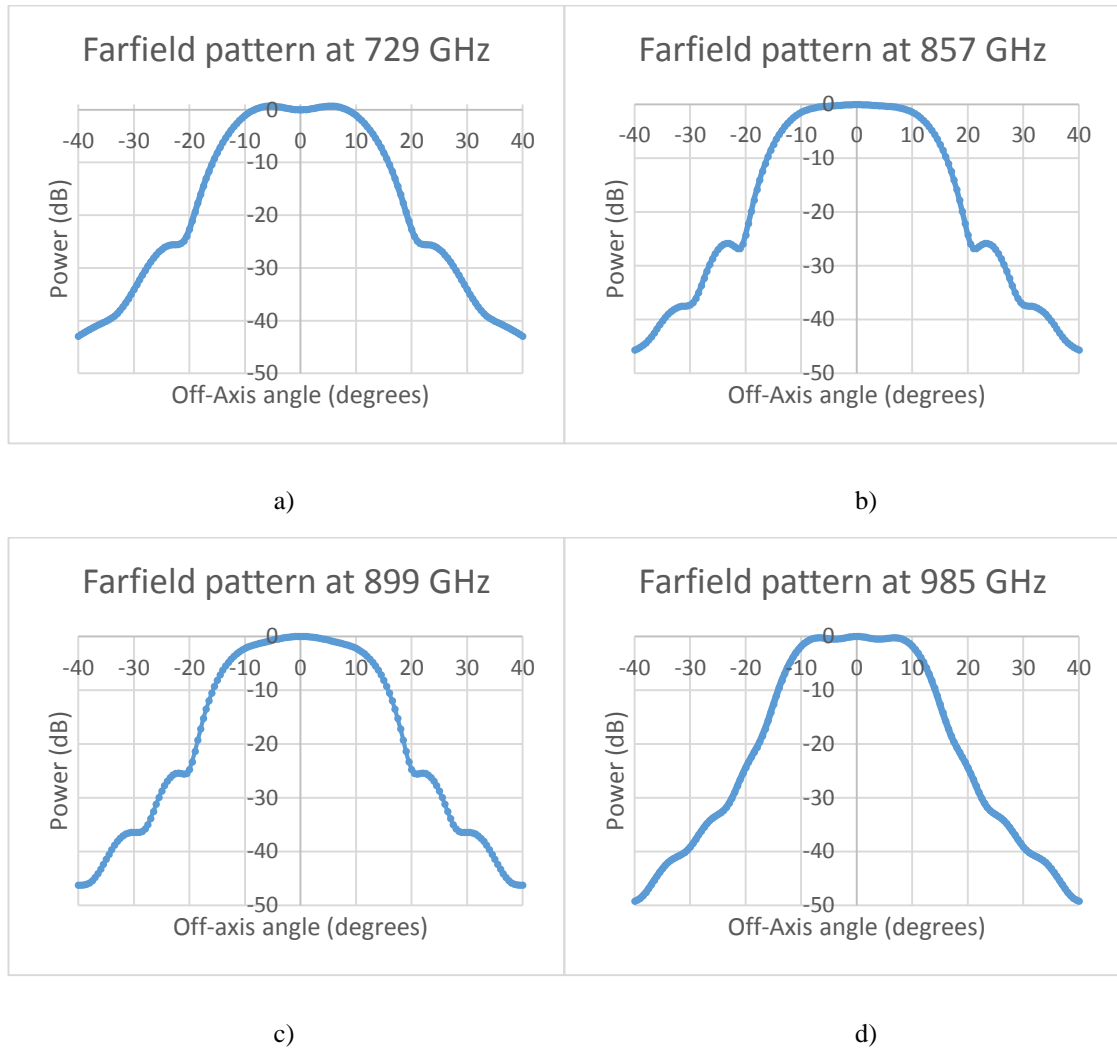 Farfield pattern at 729 GHz
0
-40 -30 -20 -10 0 10 20 30 40
-10
-20
-30
-40
-50
Power (dB)
Off-Axis angle (degrees)
a)
Farfield pattern at 857 GHz
0
-40 -30 -20 -10 0 10 20 30 40
-10
-20
-30
-40
-50
Power (dB)
Off-Axis angle (degrees)
b)
Farfield pattern at 899 GHz
0
-40 -30 -20 -10 0 10 20 30 40
-10
-20
-30
-40
-50
Power (dB)
Off-axis angle (degrees)
c)
Farfield pattern at 985 GHz
0
-40 -30 -20 -10 0 10 20 30 40
-10
-20
-30
-40
-50
Power (dB)
Off-Axis angle (degrees)
d)